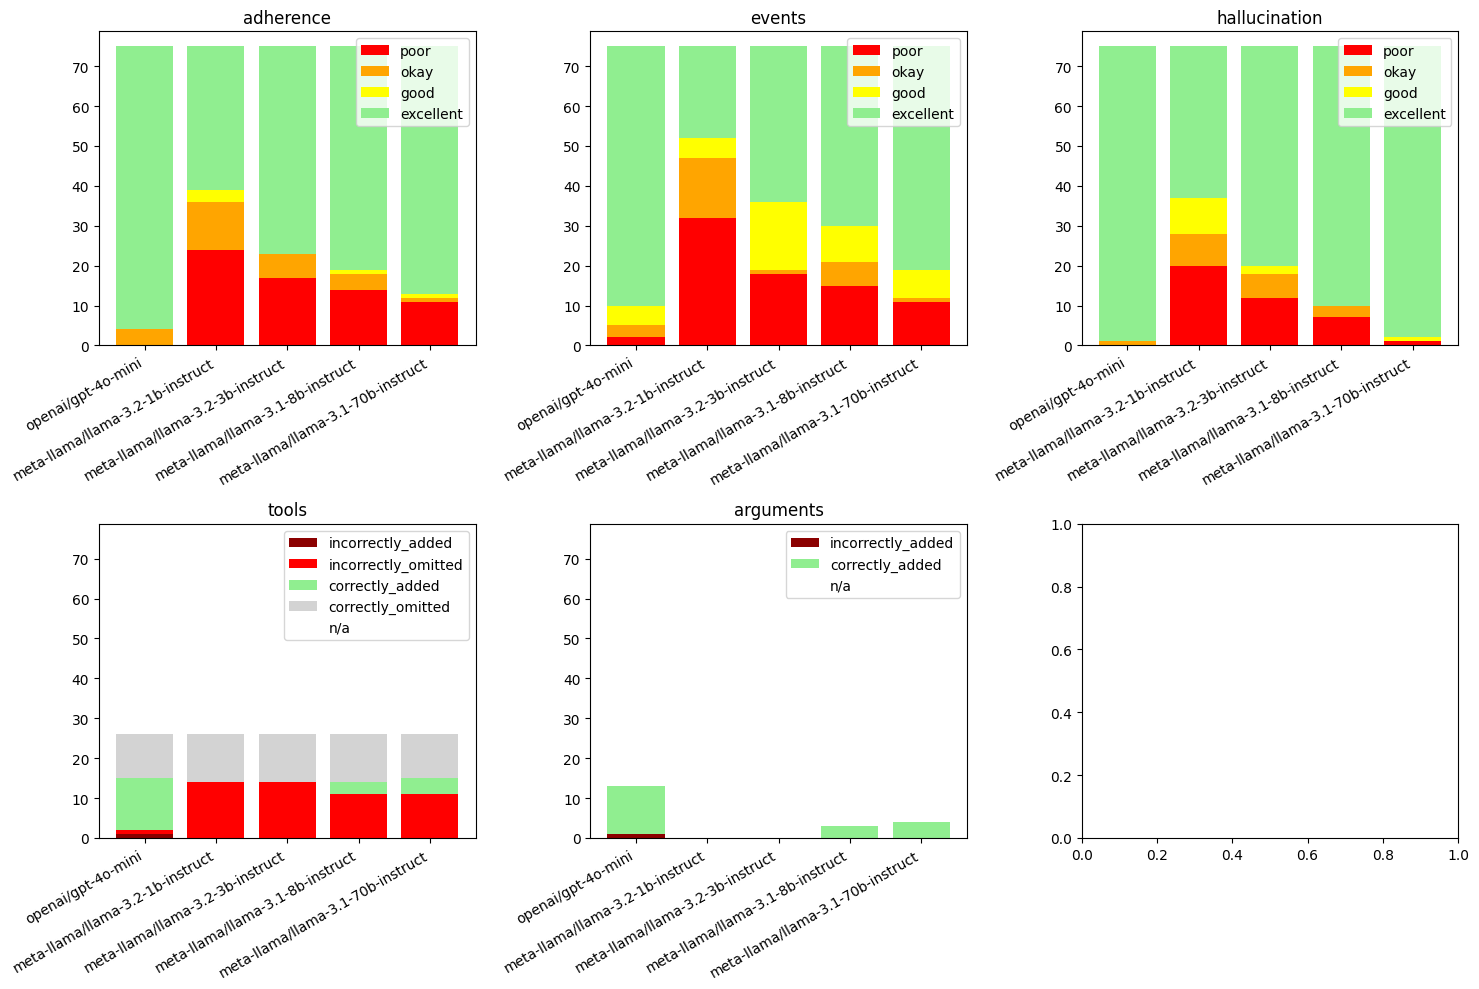 adherence
70
60
50
40
30
20
10
0
poor
okay
good
excellent
openai/gpt-4o-mini
meta-llama/llama-3.2-1b-instruct
meta-llama/llama-3.2-3b-instruct
meta-llama/llama-3.1-8b-instruct
meta-llama/llama-3.1-70b-instruct
events
70
60
50
40
30
20
10
0
poor
okay
good
excellent
openai/gpt-4o-mini
meta-llama/llama-3.2-1b-instruct
meta-llama/llama-3.2-3b-instruct
meta-llama/llama-3.1-8b-instruct
meta-llama/llama-3.1-70b-instruct
hallucination
70
60
50
40
30
20
10
0
poor
okay
good
excellent
openai/gpt-4o-mini
meta-llama/llama-3.2-1b-instruct
meta-llama/llama-3.2-3b-instruct
meta-llama/llama-3.1-8b-instruct
meta-llama/llama-3.1-70b-instruct
tools
70
60
50
40
30
20
10
0
incorrectly_added
incorrectly_omitted
correctly_added
correctly_omitted
n/a
openai/gpt-4o-mini
meta-llama/llama-3.2-1b-instruct
meta-llama/llama-3.2-3b-instruct
meta-llama/llama-3.1-8b-instruct
meta-llama/llama-3.1-70b-instruct
arguments
70
60
50
40
30
20
10
0
incorrectly_added
correctly_added
n/a
openai/gpt-4o-mini
meta-llama/llama-3.2-1b-instruct
meta-llama/llama-3.2-3b-instruct
meta-llama/llama-3.1-8b-instruct
meta-llama/llama-3.1-70b-instruct
1.0
0.8
0.6
0.4
0.2
0.0
0.0 0.2 0.4 0.6 0.8 1.0